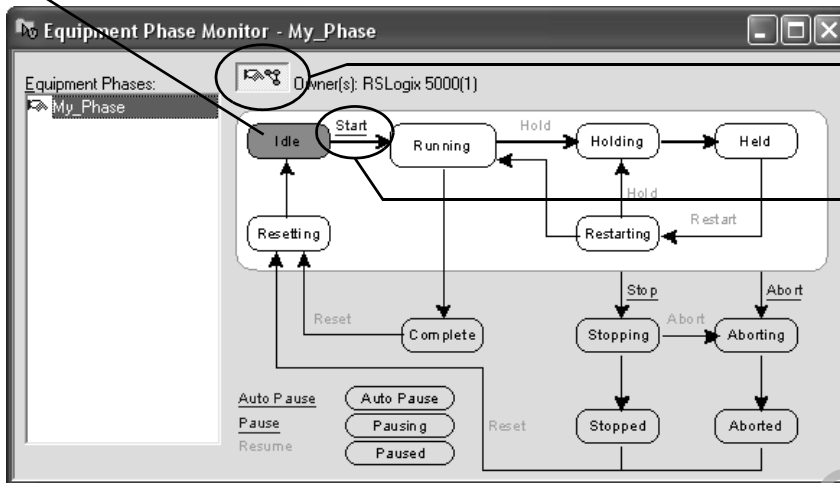 Equipment Phase Monitor - My_Phase
Equipment Phases:
My_Phase
Owner(s): RSLogix 5000(1)
Idle
Start
Running
Hold
Holding
Held
Hold
Restart
Resetting
Restarting
Stop
Abort
Reset
Complete
Stopping
Abort
Aborting
Auto Pause
Auto Pause
Pause
Pausing
Reset
Stopped
Aborted
Resume
Paused